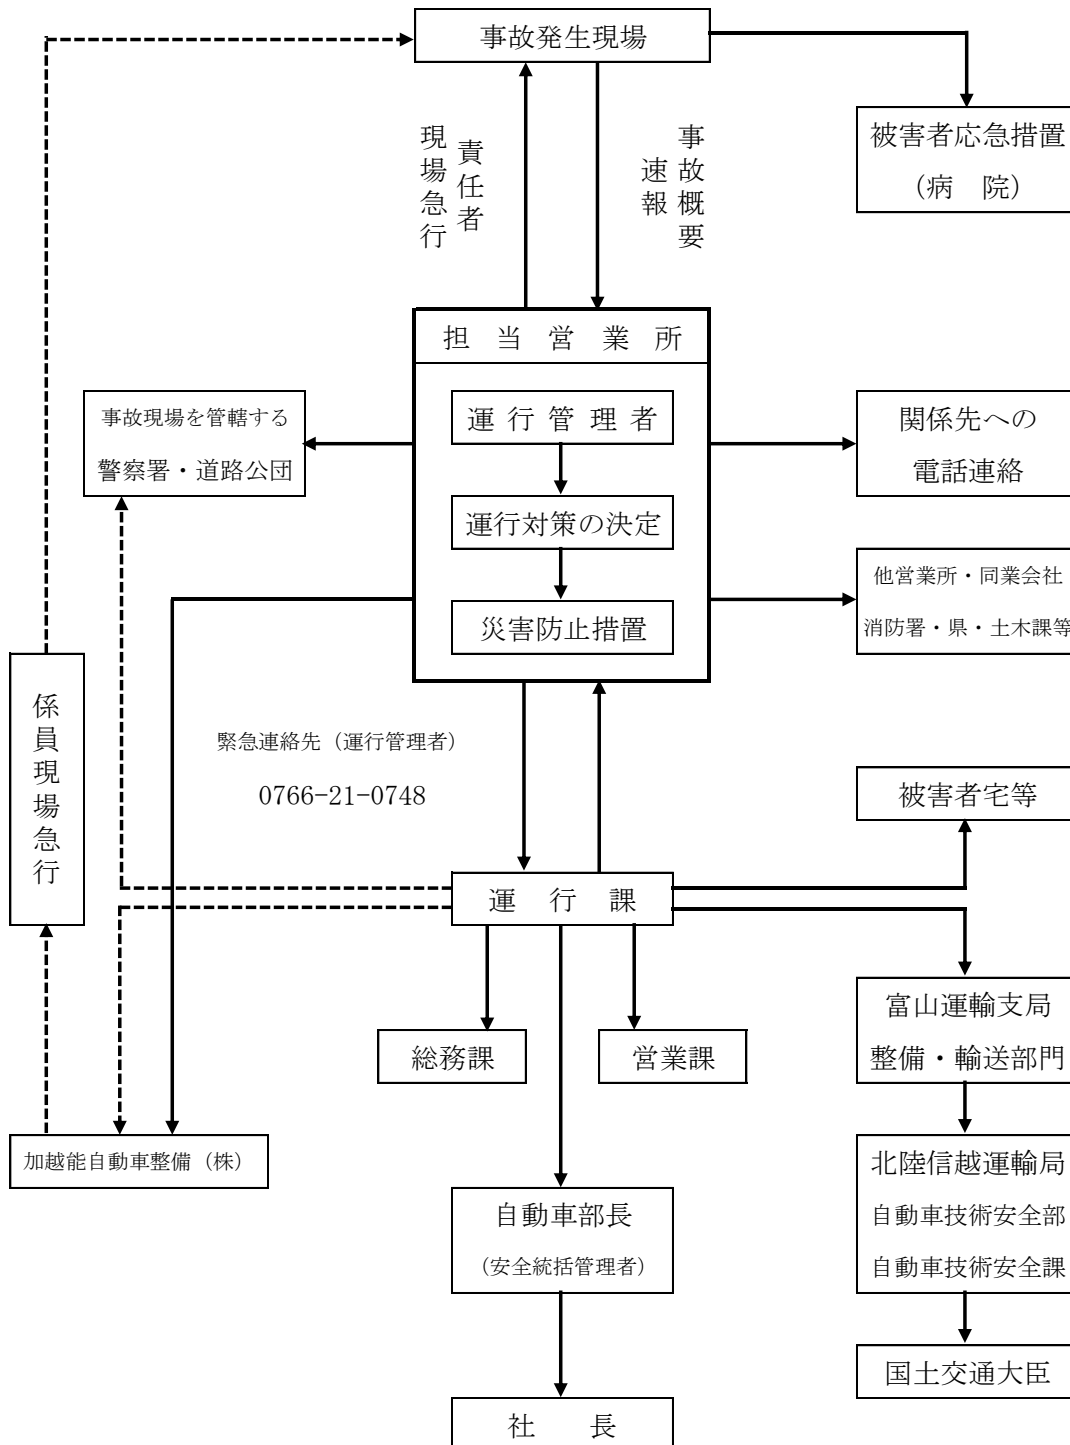 事故発生現場
被害者応急措置
（病　院）
責任者
現場急行
事故概要
速報
担　当　営　業　所
事故現場を管轄する
警察署・道路公団
運 行 管 理 者
関係先への
電話連絡
運行対策の決定
他営業所・同業会社
消防署・県・土木課等
災害防止措置
係員現場急行
緊急連絡先（運行管理者）
0766-21-0748
被害者宅等
運　行　課
富山運輸支局
整備・輸送部門
総務課
営業課
加越能自動車整備（株）
北陸信越運輸局
自動車技術安全部
自動車技術安全課
自動車部長
（安全統括管理者）
国土交通大臣
社　　長